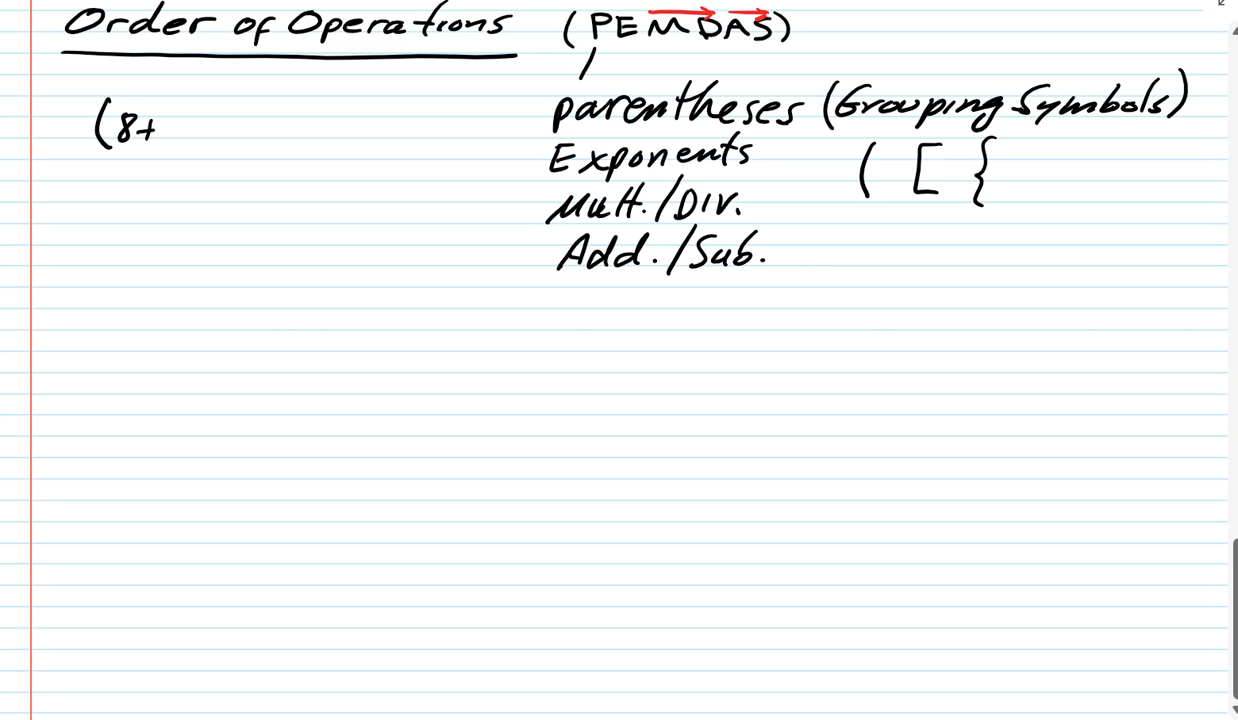 Order of Operations (PEMDAS)
parentheses (Grouping Symbols)
(8+
Exponents ( [ {
Mult./Div.
Add./Sub.